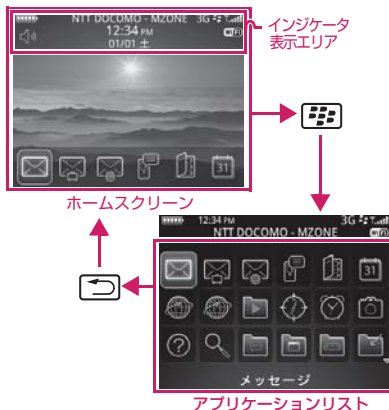 NTT DOCOMO - MZONE 3G
12:34 PM
01/01 土
インジケータ
表示エリア
31
ホームスクリーン
12:34 PM 3G
NTT DOCOMO - MZONE
31
メッセージ
アプリケーションリスト